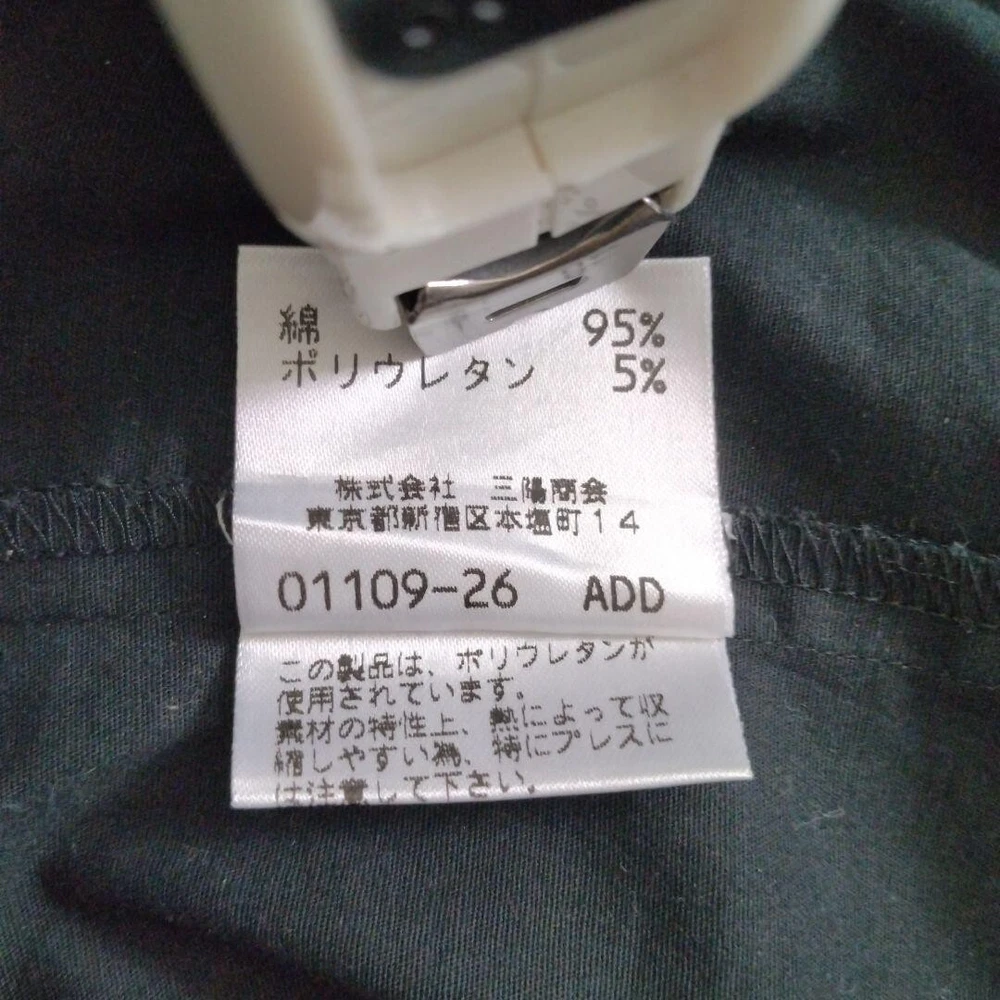 綿 95%
ポリウレタン 5%
株式会社 三陽商会
東京都新宿区本塩町14
01109-26 ADD
この製品は、ポリウレタンが
使用されています。
素材の特性上、熱によって収
縮しやすい為、特にプレスに
は注意して下さい。